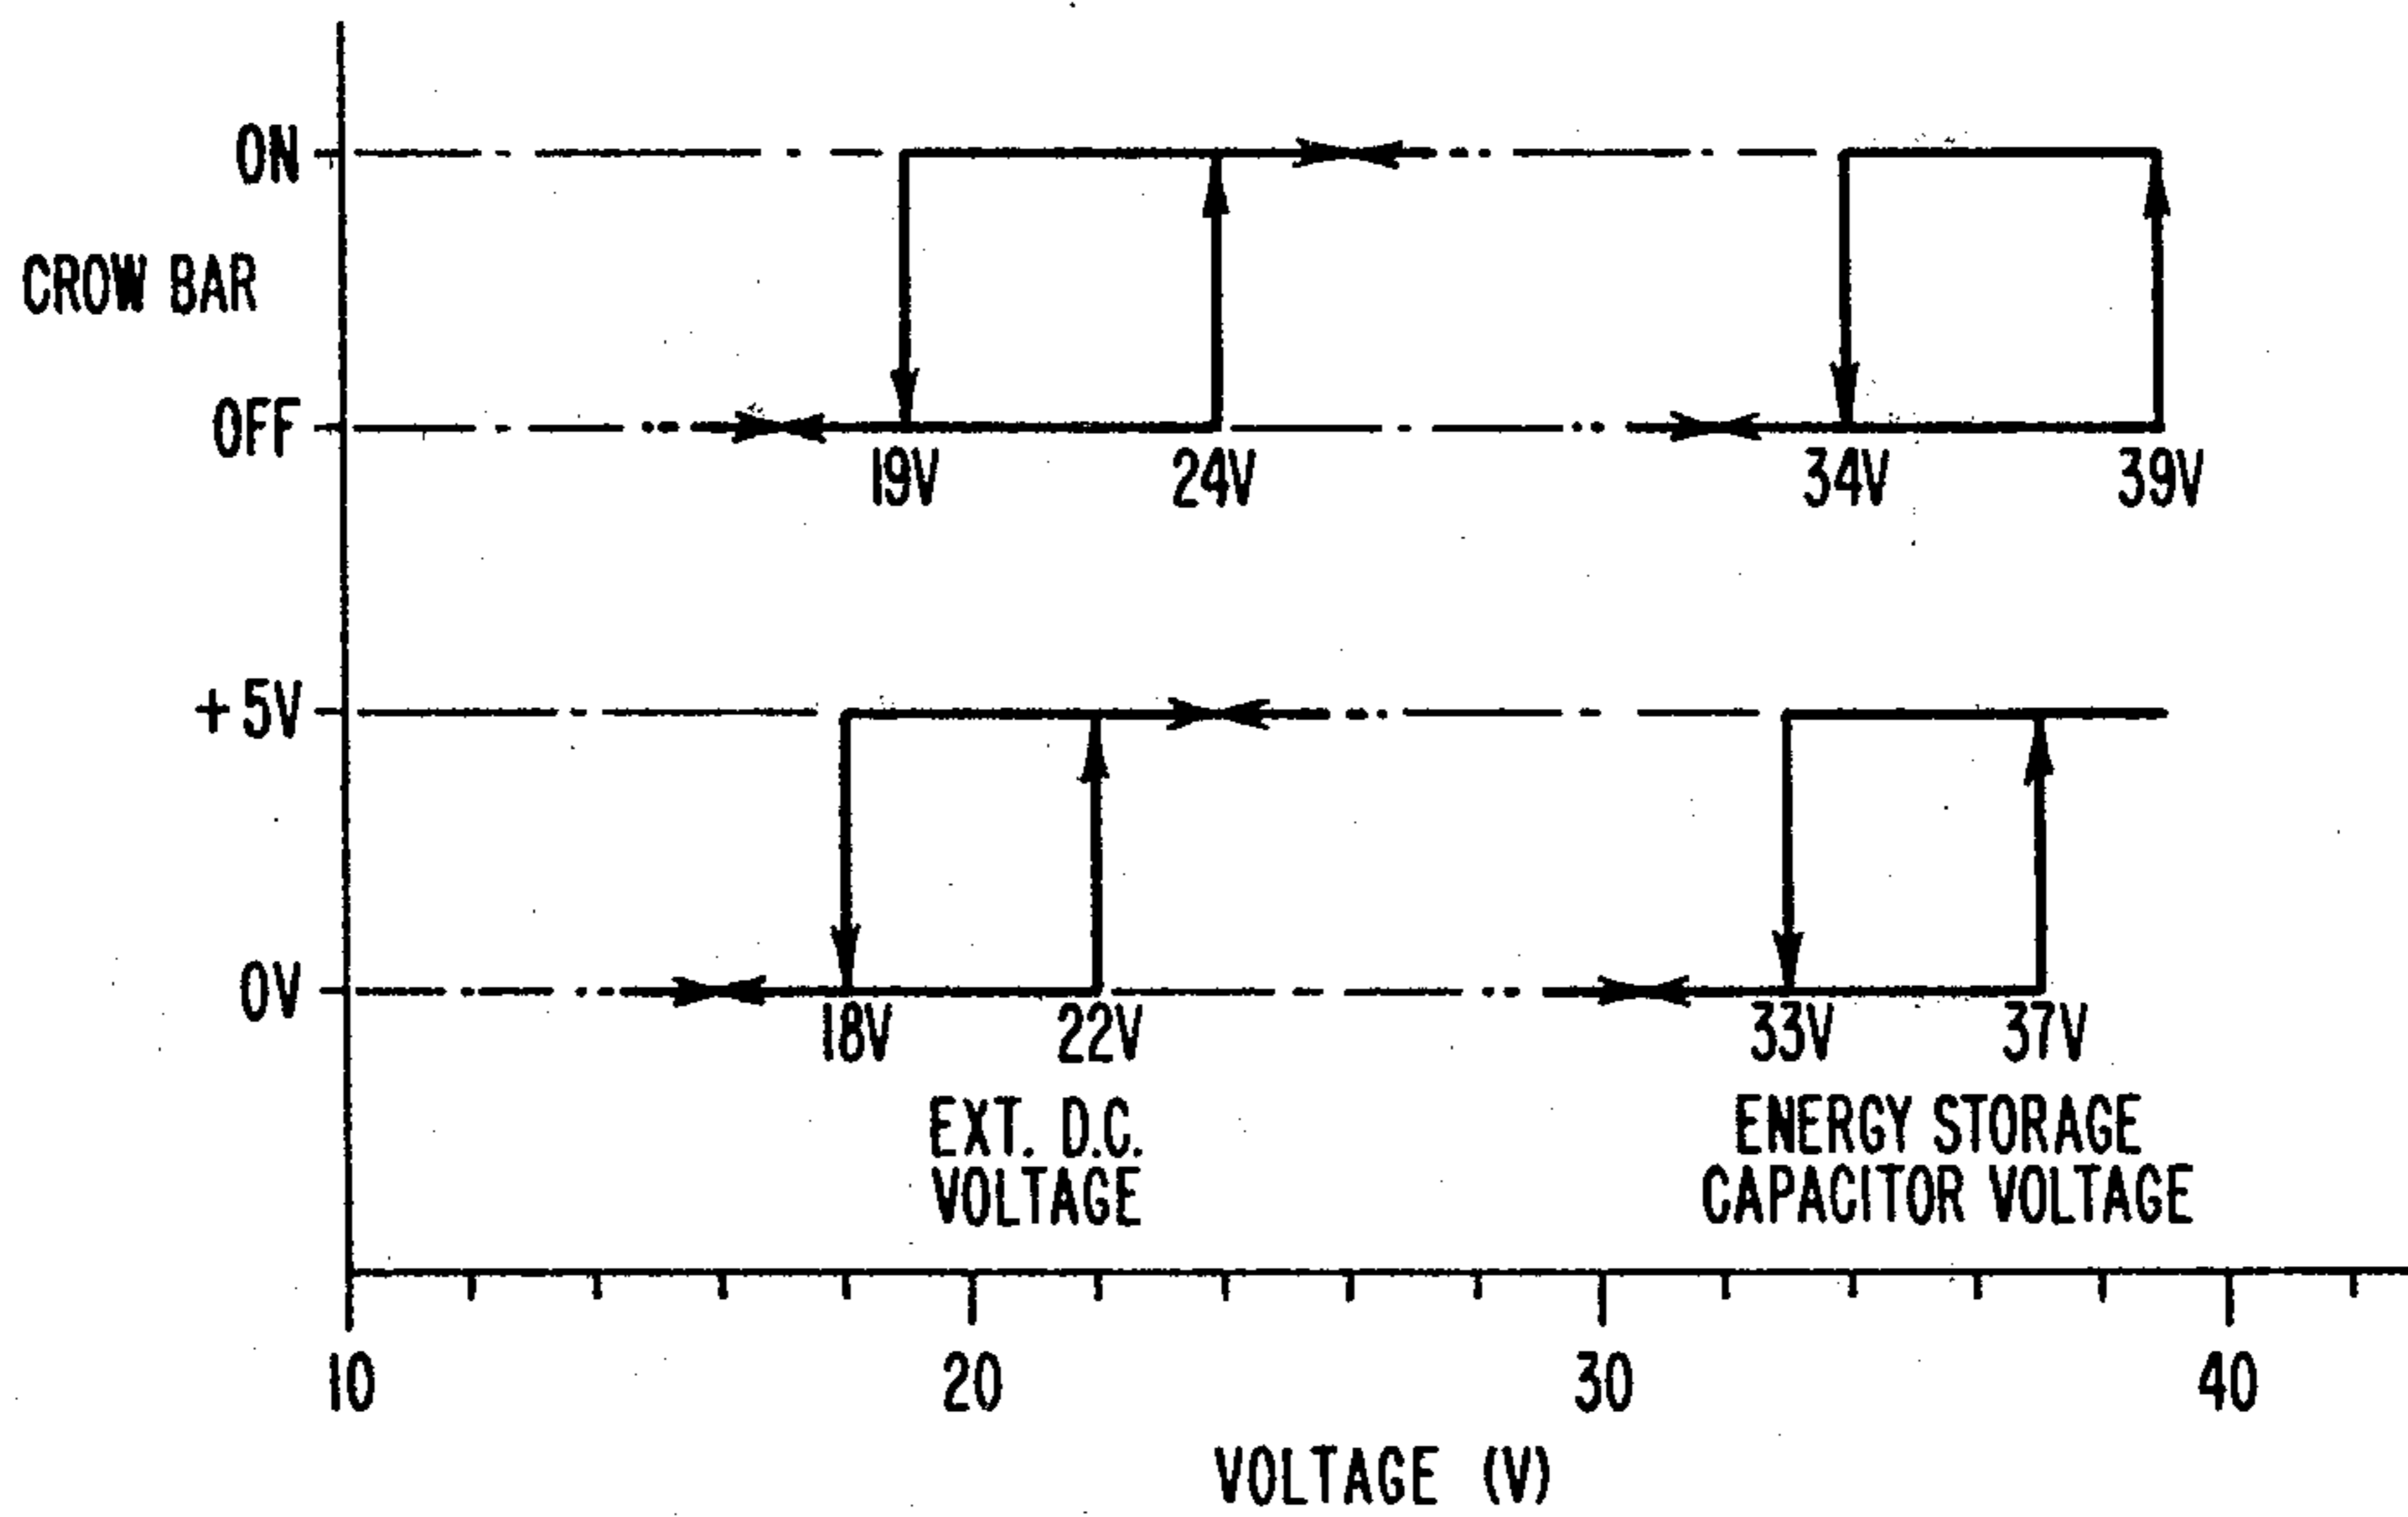 ON
CROW BAR
OFF
19V 24V 34V 39V
+5V
0V
18V 22V 33V 37V
EXT. D.C.
VOLTAGE
ENERGY STORAGE
CAPACITOR VOLTAGE
10 20 30 40
VOLTAGE (V)